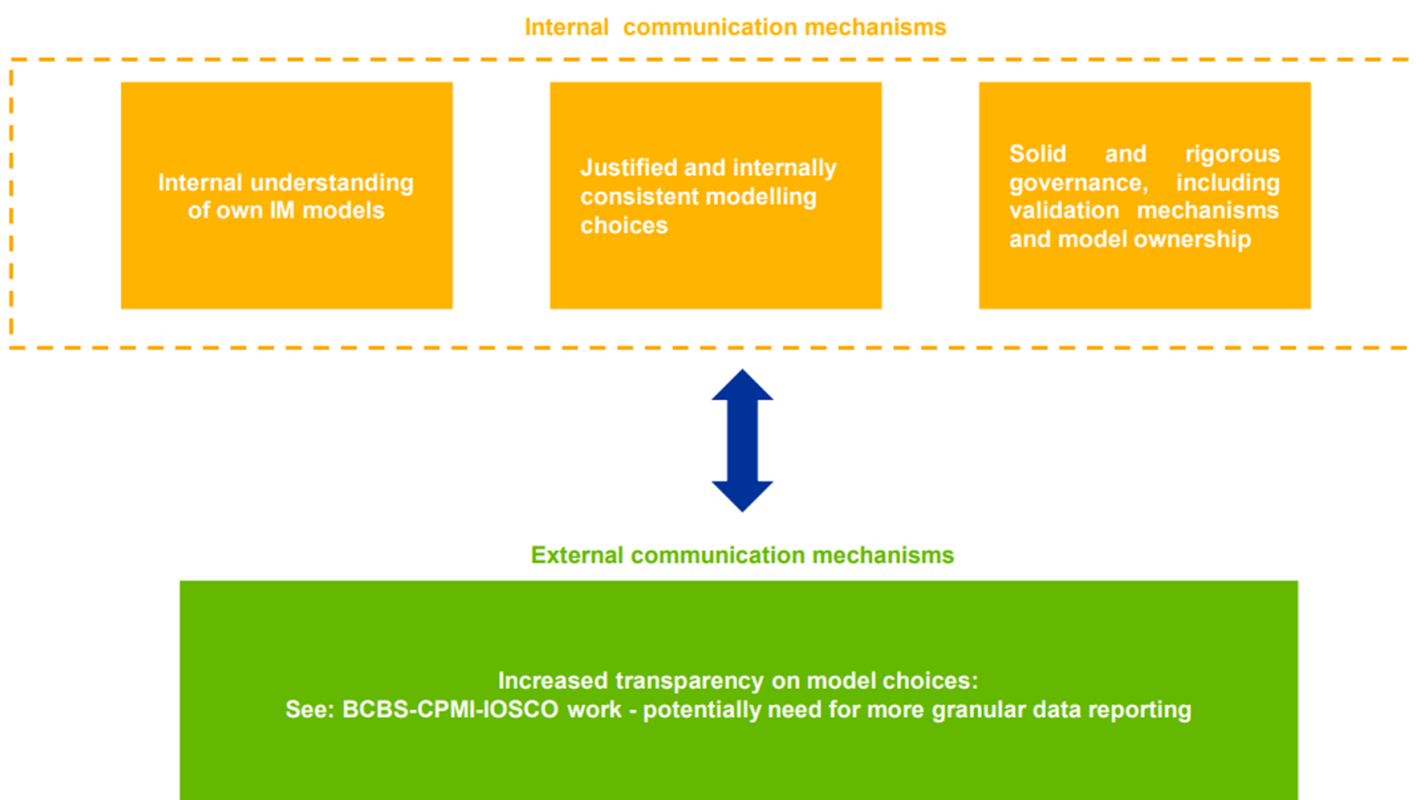 Internal communication mechanisms
Internal understanding
of own IM models
Justified and internally
consistent modelling
choices
Solid and rigorous
governance, including
validation mechanisms
and model ownership
External communication mechanisms
Increased transparency on model choices:
See: BCBS-CPMI-IOSCO work - potentially need for more granular data reporting